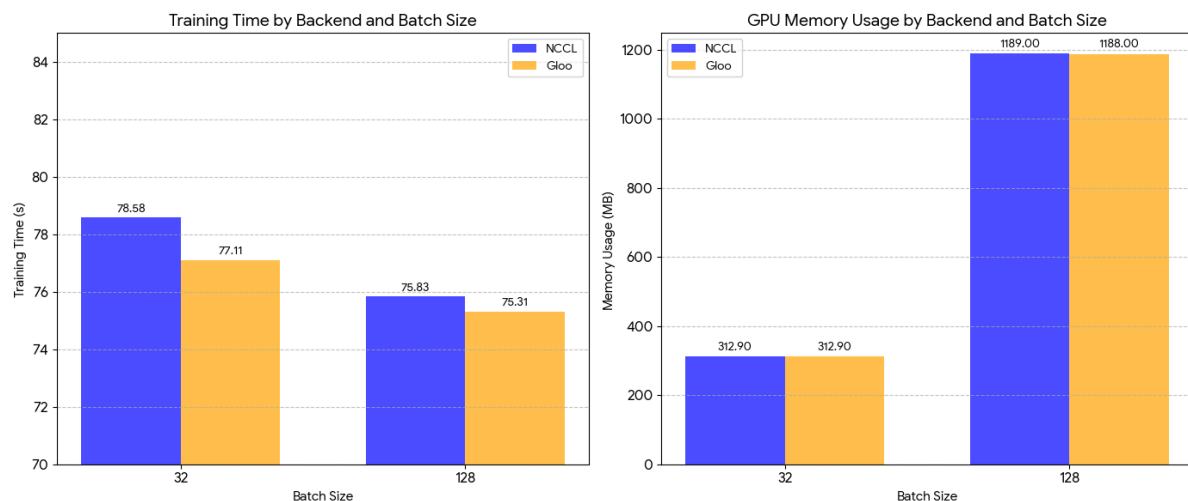 Training Time by Backend and Batch Size
NCCL
Gloo
84
82
80
78
76
74
72
70
78.58
77.11
75.83
75.31
32
128
Training Time (s)
Batch Size
GPU Memory Usage by Backend and Batch Size
NCCL
Gloo
1200
1000
800
600
400
200
0
312.90
312.90
1189.00
1188.00
32
128
Memory Usage (MB)
Batch Size